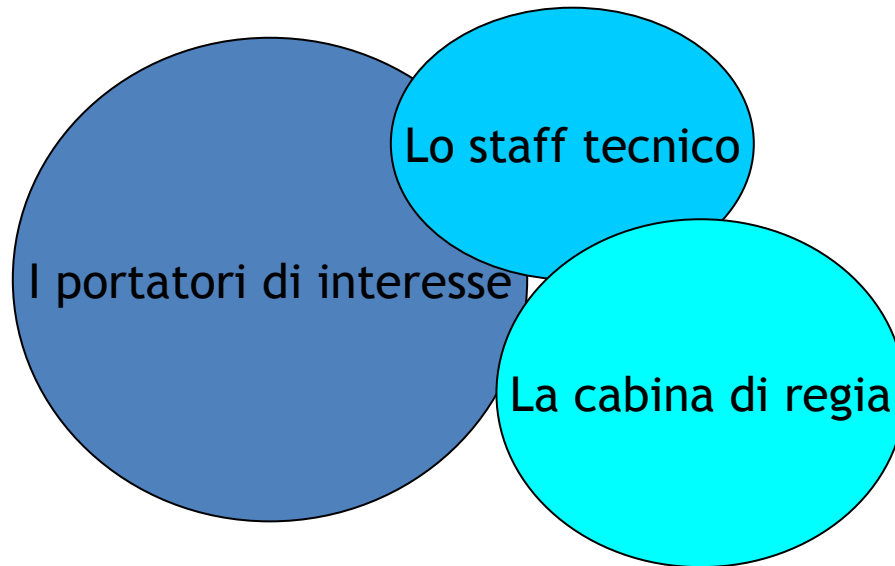 Lo staff tecnico
I portatori di interesse
La cabina di regia